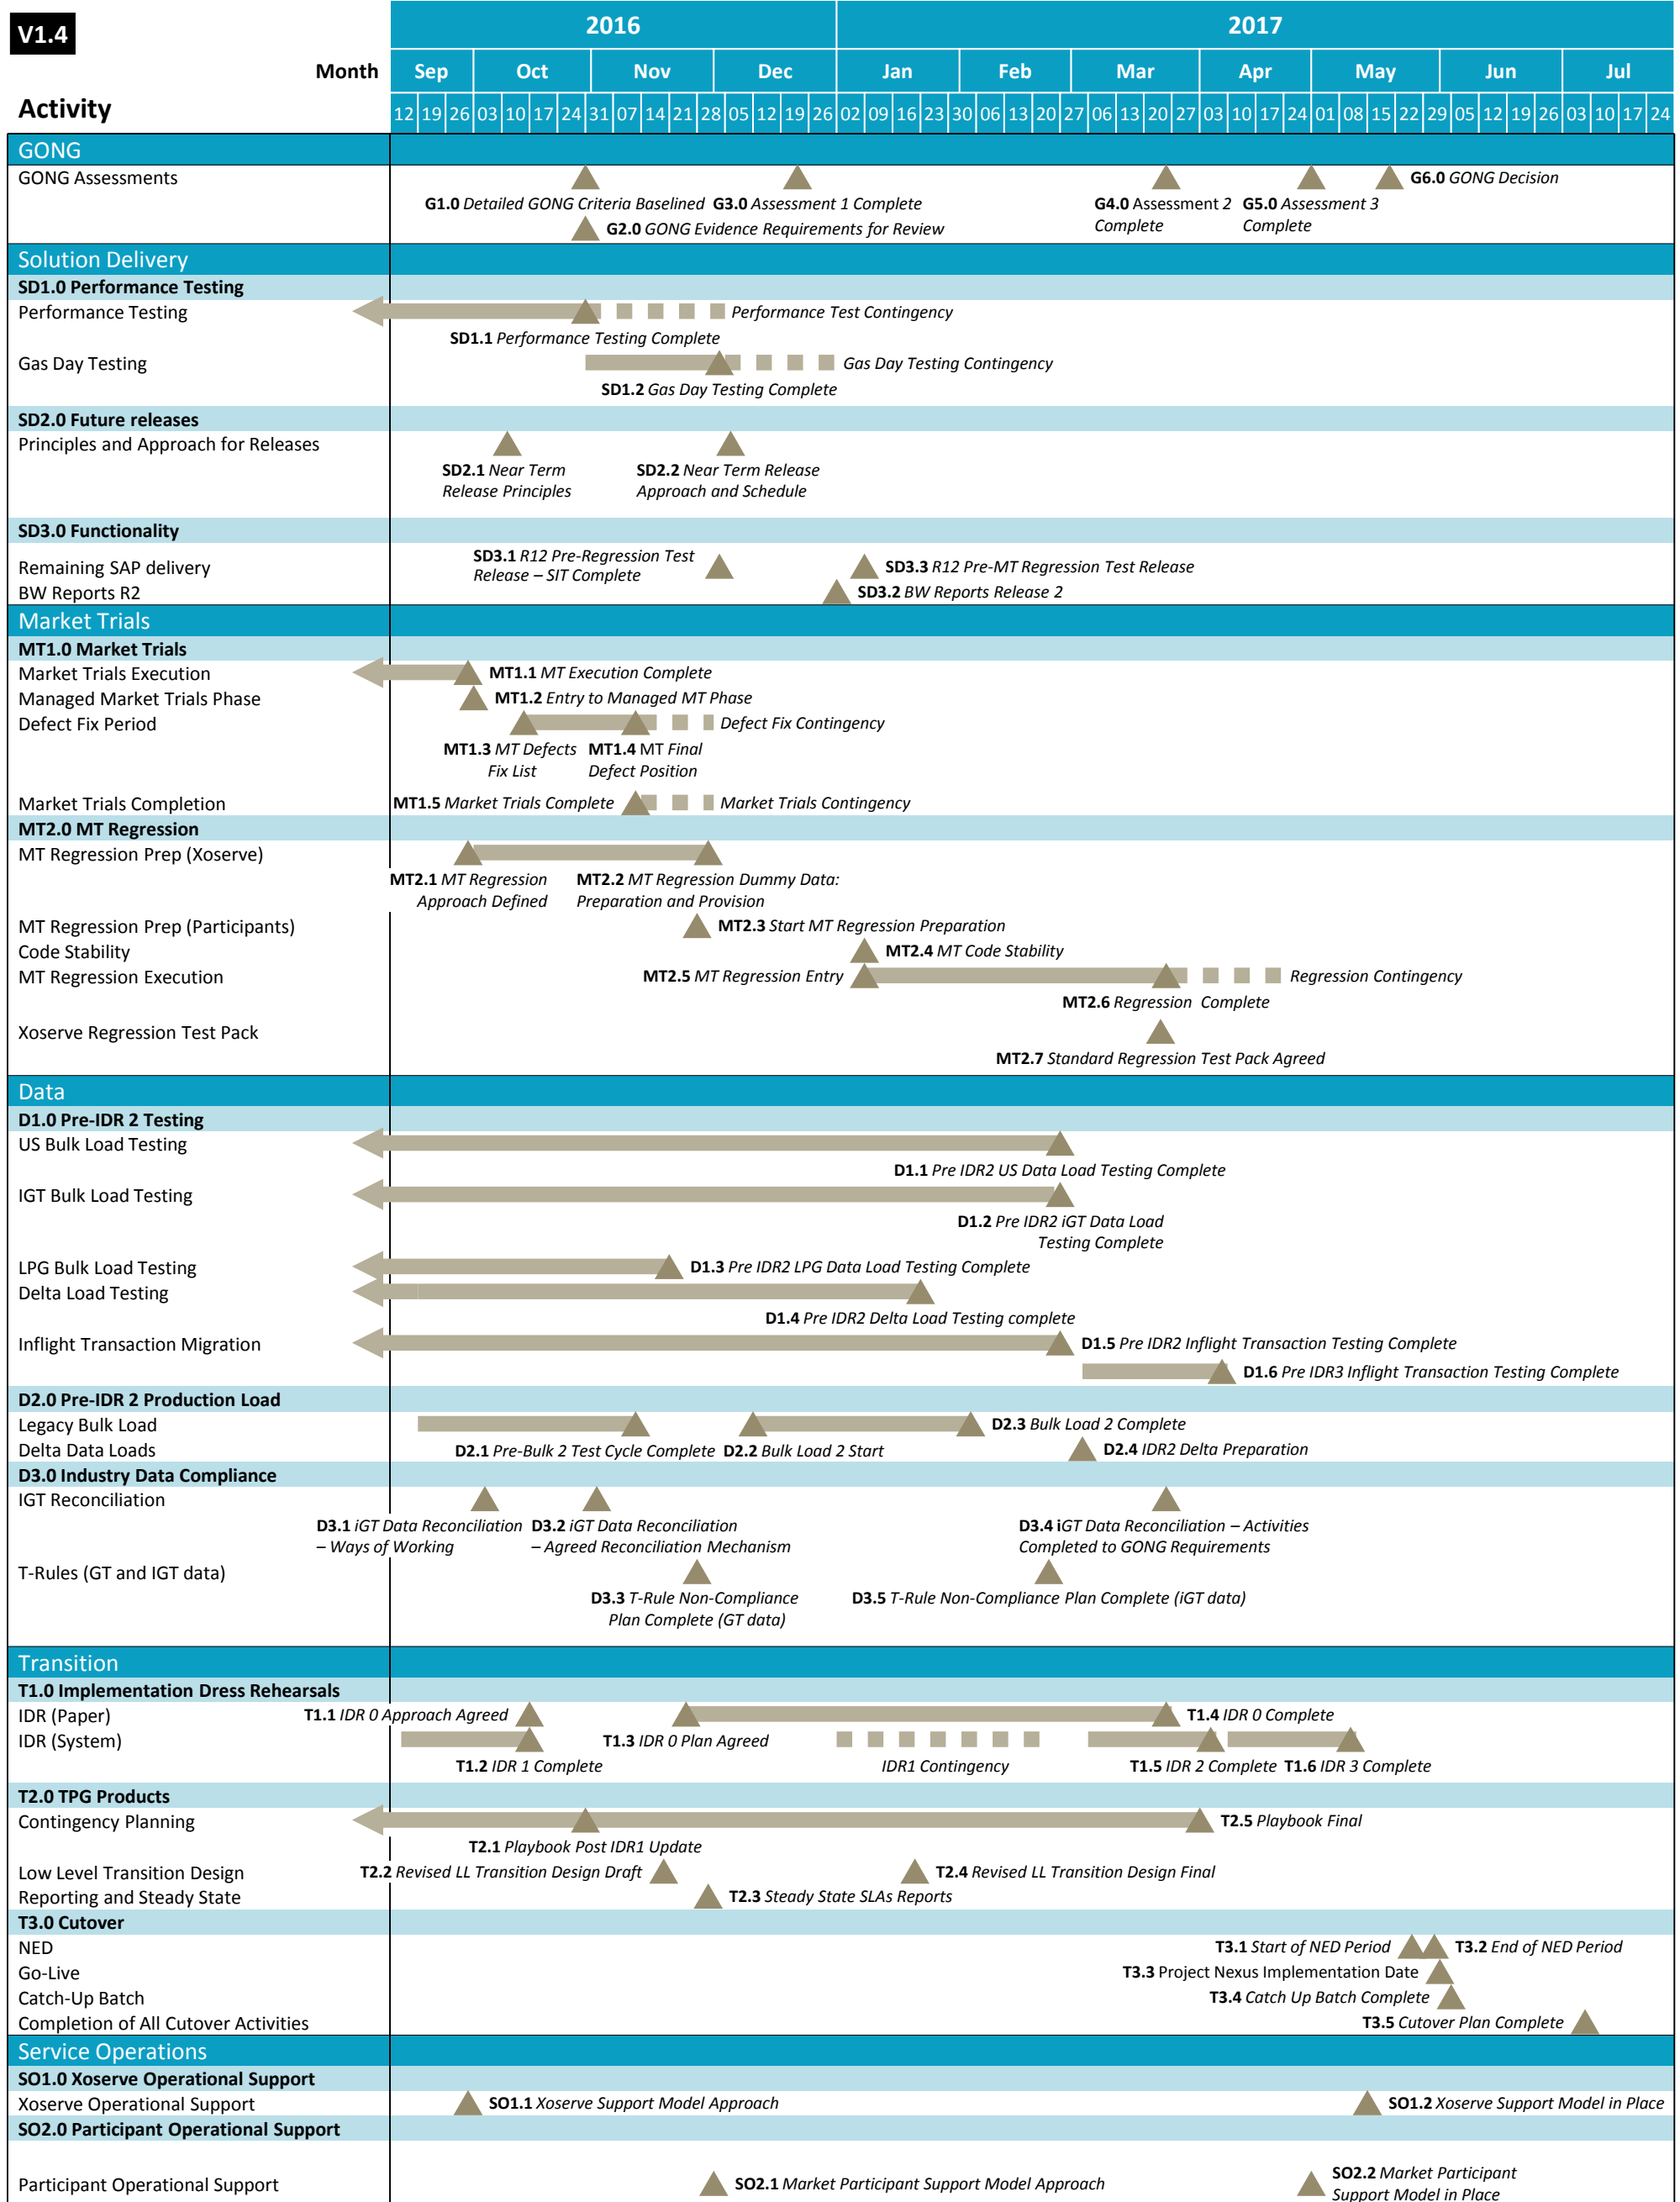 V1.4
2016 2017
Month Sep Oct Nov Dec Jan Feb Mar Apr May Jun Jul
Activity 12 19 26 03 10 17 24 31 07 14 21 28 05 12 19 26 02 09 16 23 30 06 13 20 27 06 13 20 27 03 10 17 24 01 08 15 22 29 05 12 19 26 03 10 17 24
GONG
GONG Assessments G6.0 GONG Decision
G1.0 Detailed GONG Criteria Baselined G3.0 Assessment 1 Complete G4.0 Assessment 2 G5.0 Assessment 3
Complete Complete
G2.0 GONG Evidence Requirements for Review
Solution Delivery
SD1.0 Performance Testing
Performance Testing Performance Test Contingency
SD1.1 Performance Testing Complete
Gas Day Testing Gas Day Testing Contingency
SD1.2 Gas Day Testing Complete
SD2.0 Future releases
Principles and Approach for Releases
SD2.1 Near Term SD2.2 Near Term Release
Release Principles Approach and Schedule
SD3.0 Functionality
SD3.1 R12 Pre-Regression Test
Remaining SAP delivery Release – SIT Complete SD3.3 R12 Pre-MT Regression Test Release
BW Reports R2 SD3.2 BW Reports Release 2
Market Trials
MT1.0 Market Trials
Market Trials Execution MT1.1 MT Execution Complete
Managed Market Trials Phase MT1.2 Entry to Managed MT Phase
Defect Fix Period Defect Fix Contingency
MT1.3 MT Defects MT1.4 MT Final
Fix List Defect Position
Market Trials Completion MT1.5 Market Trials Complete Market Trials Contingency
MT2.0 MT Regression
MT Regression Prep (Xoserve)
MT2.1 MT Regression MT2.2 MT Regression Dummy Data:
Approach Defined Preparation and Provision
MT Regression Prep (Participants) MT2.3 Start MT Regression Preparation
Code Stability MT2.4 MT Code Stability
MT Regression Execution MT2.5 MT Regression Entry Regression Contingency
MT2.6 Regression Complete
Xoserve Regression Test Pack
MT2.7 Standard Regression Test Pack Agreed
Data
D1.0 Pre-IDR 2 Testing
US Bulk Load Testing
D1.1 Pre IDR2 US Data Load Testing Complete
IGT Bulk Load Testing
D1.2 Pre IDR2 iGT Data Load
Testing Complete
LPG Bulk Load Testing D1.3 Pre IDR2 LPG Data Load Testing Complete
Delta Load Testing
D1.4 Pre IDR2 Delta Load Testing complete
Inflight Transaction Migration D1.5 Pre IDR2 Inflight Transaction Testing Complete
D1.6 Pre IDR3 Inflight Transaction Testing Complete
D2.0 Pre-IDR 2 Production Load
Legacy Bulk Load D2.3 Bulk Load 2 Complete
Delta Data Loads D2.1 Pre-Bulk 2 Test Cycle Complete D2.2 Bulk Load 2 Start D2.4 IDR2 Delta Preparation
D3.0 Industry Data Compliance
IGT Reconciliation
D3.1 iGT Data Reconciliation D3.2 iGT Data Reconciliation D3.4 iGT Data Reconciliation – Activities
– Ways of Working – Agreed Reconciliation Mechanism Completed to GONG Requirements
T-Rules (GT and IGT data)
D3.3 T-Rule Non-Compliance D3.5 T-Rule Non-Compliance Plan Complete (iGT data)
Plan Complete (GT data)
Transition
T1.0 Implementation Dress Rehearsals
IDR (Paper) T1.1 IDR 0 Approach Agreed T1.4 IDR 0 Complete
IDR (System) T1.3 IDR 0 Plan Agreed
T1.2 IDR 1 Complete IDR1 Contingency T1.5 IDR 2 Complete T1.6 IDR 3 Complete
T2.0 TPG Products
Contingency Planning T2.5 Playbook Final
T2.1 Playbook Post IDR1 Update
Low Level Transition Design T2.2 Revised LL Transition Design Draft T2.4 Revised LL Transition Design Final
Reporting and Steady State T2.3 Steady State SLAs Reports
T3.0 Cutover
NED T3.1 Start of NED Period T3.2 End of NED Period
Go-Live T3.3 Project Nexus Implementation Date
Catch-Up Batch T3.4 Catch Up Batch Complete
Completion of All Cutover Activities T3.5 Cutover Plan Complete
Service Operations
SO1.0 Xoserve Operational Support
Xoserve Operational Support SO1.1 Xoserve Support Model Approach SO1.2 Xoserve Support Model in Place
SO2.0 Participant Operational Support
SO2.2 Market Participant
Participant Operational Support SO2.1 Market Participant Support Model Approach
Support Model in Place